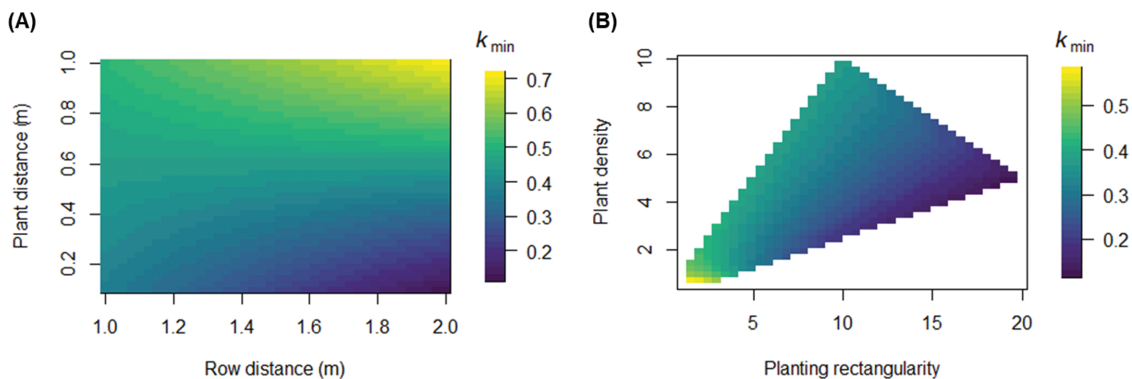 (A)
k min
Plant distance (m)
1.0
0.8
0.6
0.4
0.2
0.7
0.6
0.5
0.4
0.3
0.2
1.0 1.2 1.4 1.6 1.8 2.0
Row distance (m)
(B)
k min
Plant density
10
8
6
4
2
0.5
0.4
0.3
0.2
5 10 15 20
Planting rectangularity